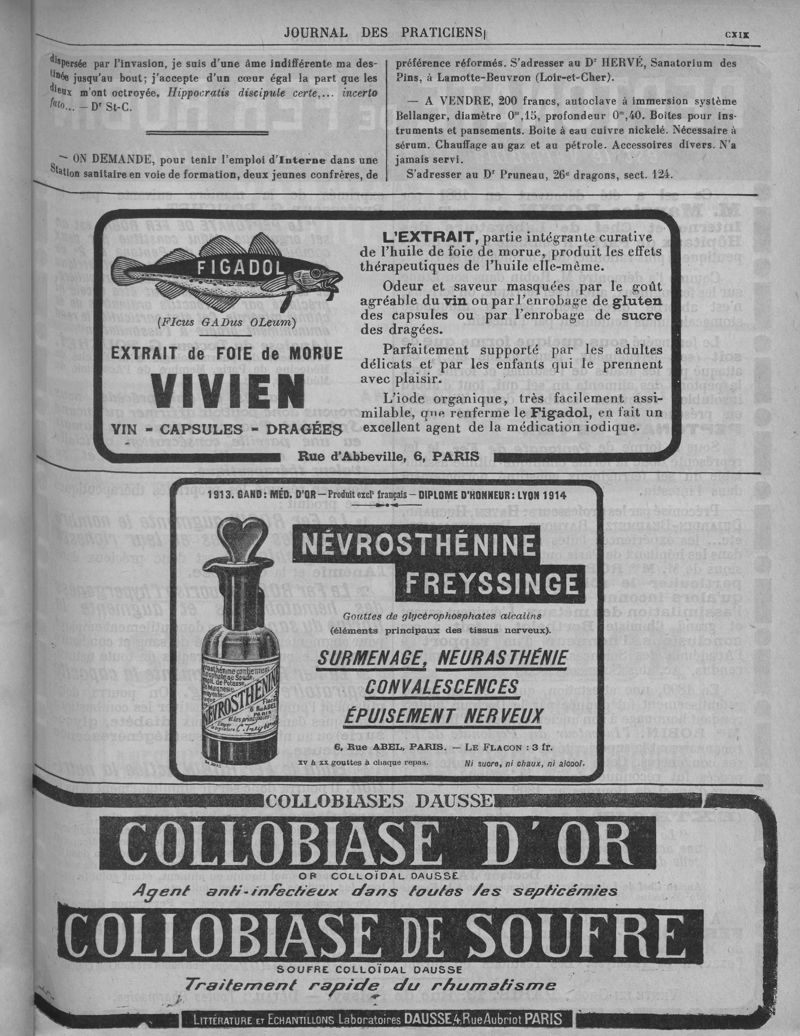 JOURNAL DES PRATICIENS
CXIX
dispersée par l'invasion, je suis d'une âme indifférente ma des-
tinée jusqu'au bout; j'accepte d'un cœur égal la part que les
dieux m'ont octroyée, Hippocratis discipule certe,... incerto
fato... — Dr St-C.
— ON DEMANDE, pour tenir l'emploi d'Interne dans une
Station sanitaire en voie de formation, deux jeunes confrères, de
préférence réformés. S'adresser au Dr HERVÉ, Sanatorium des
Pins, à Lamotte-Beuvron (Loir-et-Cher).
— A VENDRE, 200 francs, autoclave à immersion système
Bellanger, diamètre 0m,15, profondeur 0m,40. Boites pour ins-
truments et pansements. Boite à eau cuivre nickelé. Nécessaire à
sérum. Chauffage au gaz et au pétrole. Accessoires divers. N'a
jamais servi.
S'adresser au Dr Pruneau, 26e dragons, sect. 124.
FIGADOL
(FIcus GADus OLeum)
EXTRAIT de FOIE de MORUE
VIVIEN
VIN - CAPSULES - DRAGÉES
L'EXTRAIT, partie intégrante curative
de l'huile de foie de morue, produit les effets
thérapeutiques de l'huile elle-même.
Odeur et saveur masquées par le goût
agréable du vin ou par l'enrobage de gluten
des capsules ou par l'enrobage de sucre
des dragées.
Parfaitement supporté par les adultes
délicats et par les enfants qui le prennent
avec plaisir.
L'iode organique, très facilement assi-
milable, que renferme le Figadol, en fait un
excellent agent de la médication iodique.
Rue d'Abbeville, 6, PARIS
1913. GAND: MÉD. D'OR — Produit exclt français — DIPLOME D'HONNEUR: LYON 1914
NÉVROSTHÉNINE
FREYSSINGE
Gouttes de glycérophosphates alcalins
(éléments principaux des tissus nerveux).
SURMENAGE, NEURASTHÉNIE
CONVALESCENCES
ÉPUISEMENT NERVEUX
6, Rue ABEL, PARIS. — LE FLACON : 3 fr.
xv à xx gouttes à chaque repas. Ni sucre, ni chaux, ni alcool.
NÉVROSTHÉNINE
6 Rue ABEL
PARIS
COLLOBIASES DAUSSE
COLLOBIASE D'OR
OR COLLOÏDAL DAUSSE
Agent anti-infectieux dans toutes les septicémies
COLLOBIASE DE SOUFRE
SOUFRE COLLOÏDAL DAUSSE
Traitement rapide du rhumatisme
LITTÉRATURE ET ECHANTILLONS Laboratoires DAUSSE, 4, Rue Aubriot PARIS